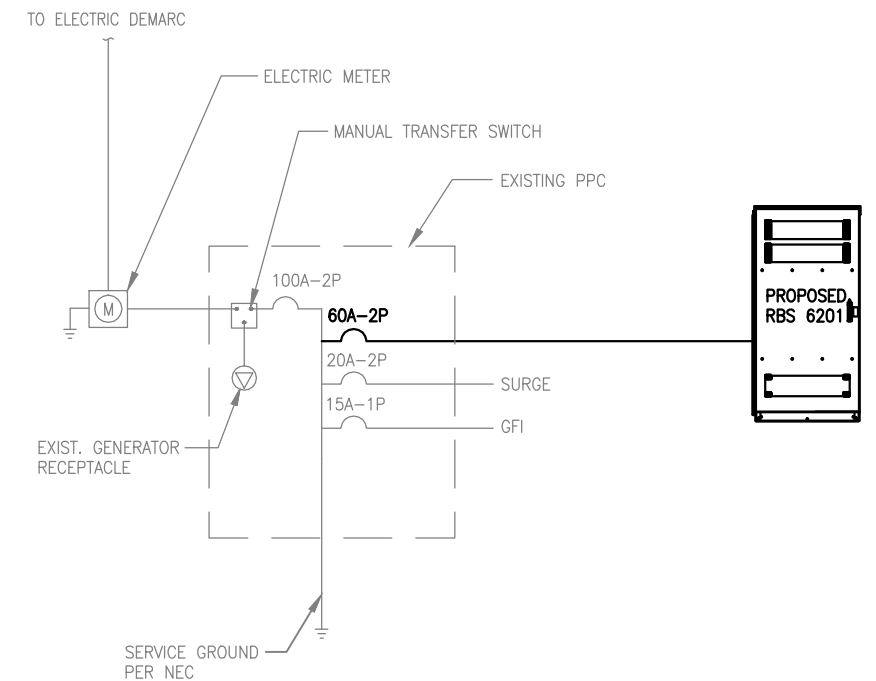 TO ELECTRIC DEMARC
ELECTRIC METER
MANUAL TRANSFER SWITCH
EXISTING PPC
100A-2P
M
PROPOSED
RBS 6201
60A-2P
20A-2P
SURGE
15A-1P
GFI
EXIST. GENERATOR
RECEPTACLE
SERVICE GROUND
PER NEC